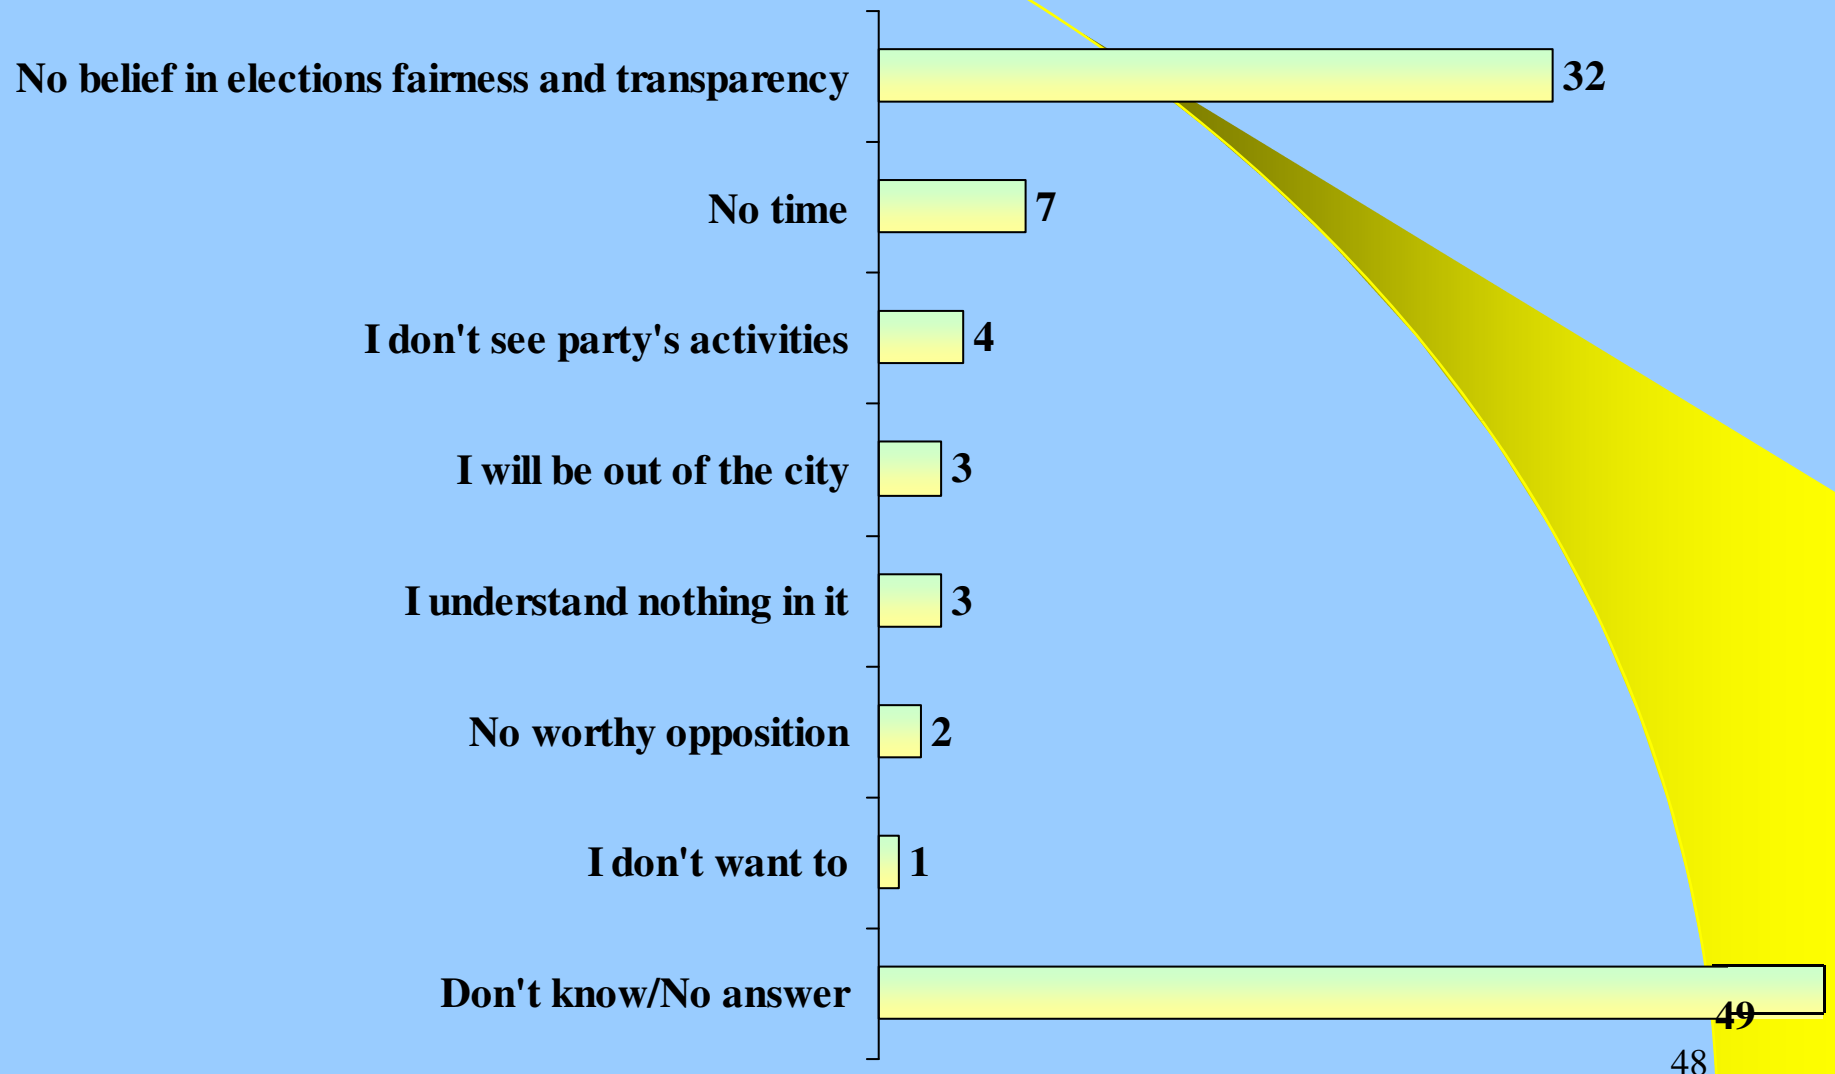 No belief in elections fairness and transparency 32
No time 7
I don't see party's activities 4
I will be out of the city 3
I understand nothing in it 3
No worthy opposition 2
I don't want to 1
Don't know/No answer 49
48